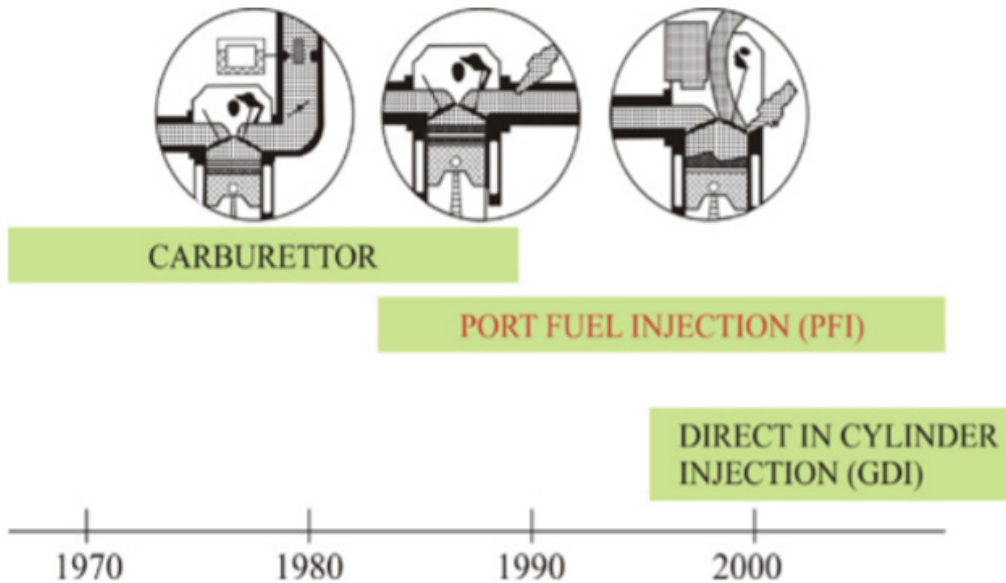 CARBURETTOR
PORT FUEL INJECTION (PFI)
DIRECT IN CYLINDER
INJECTION (GDI)
1970 1980 1990 2000